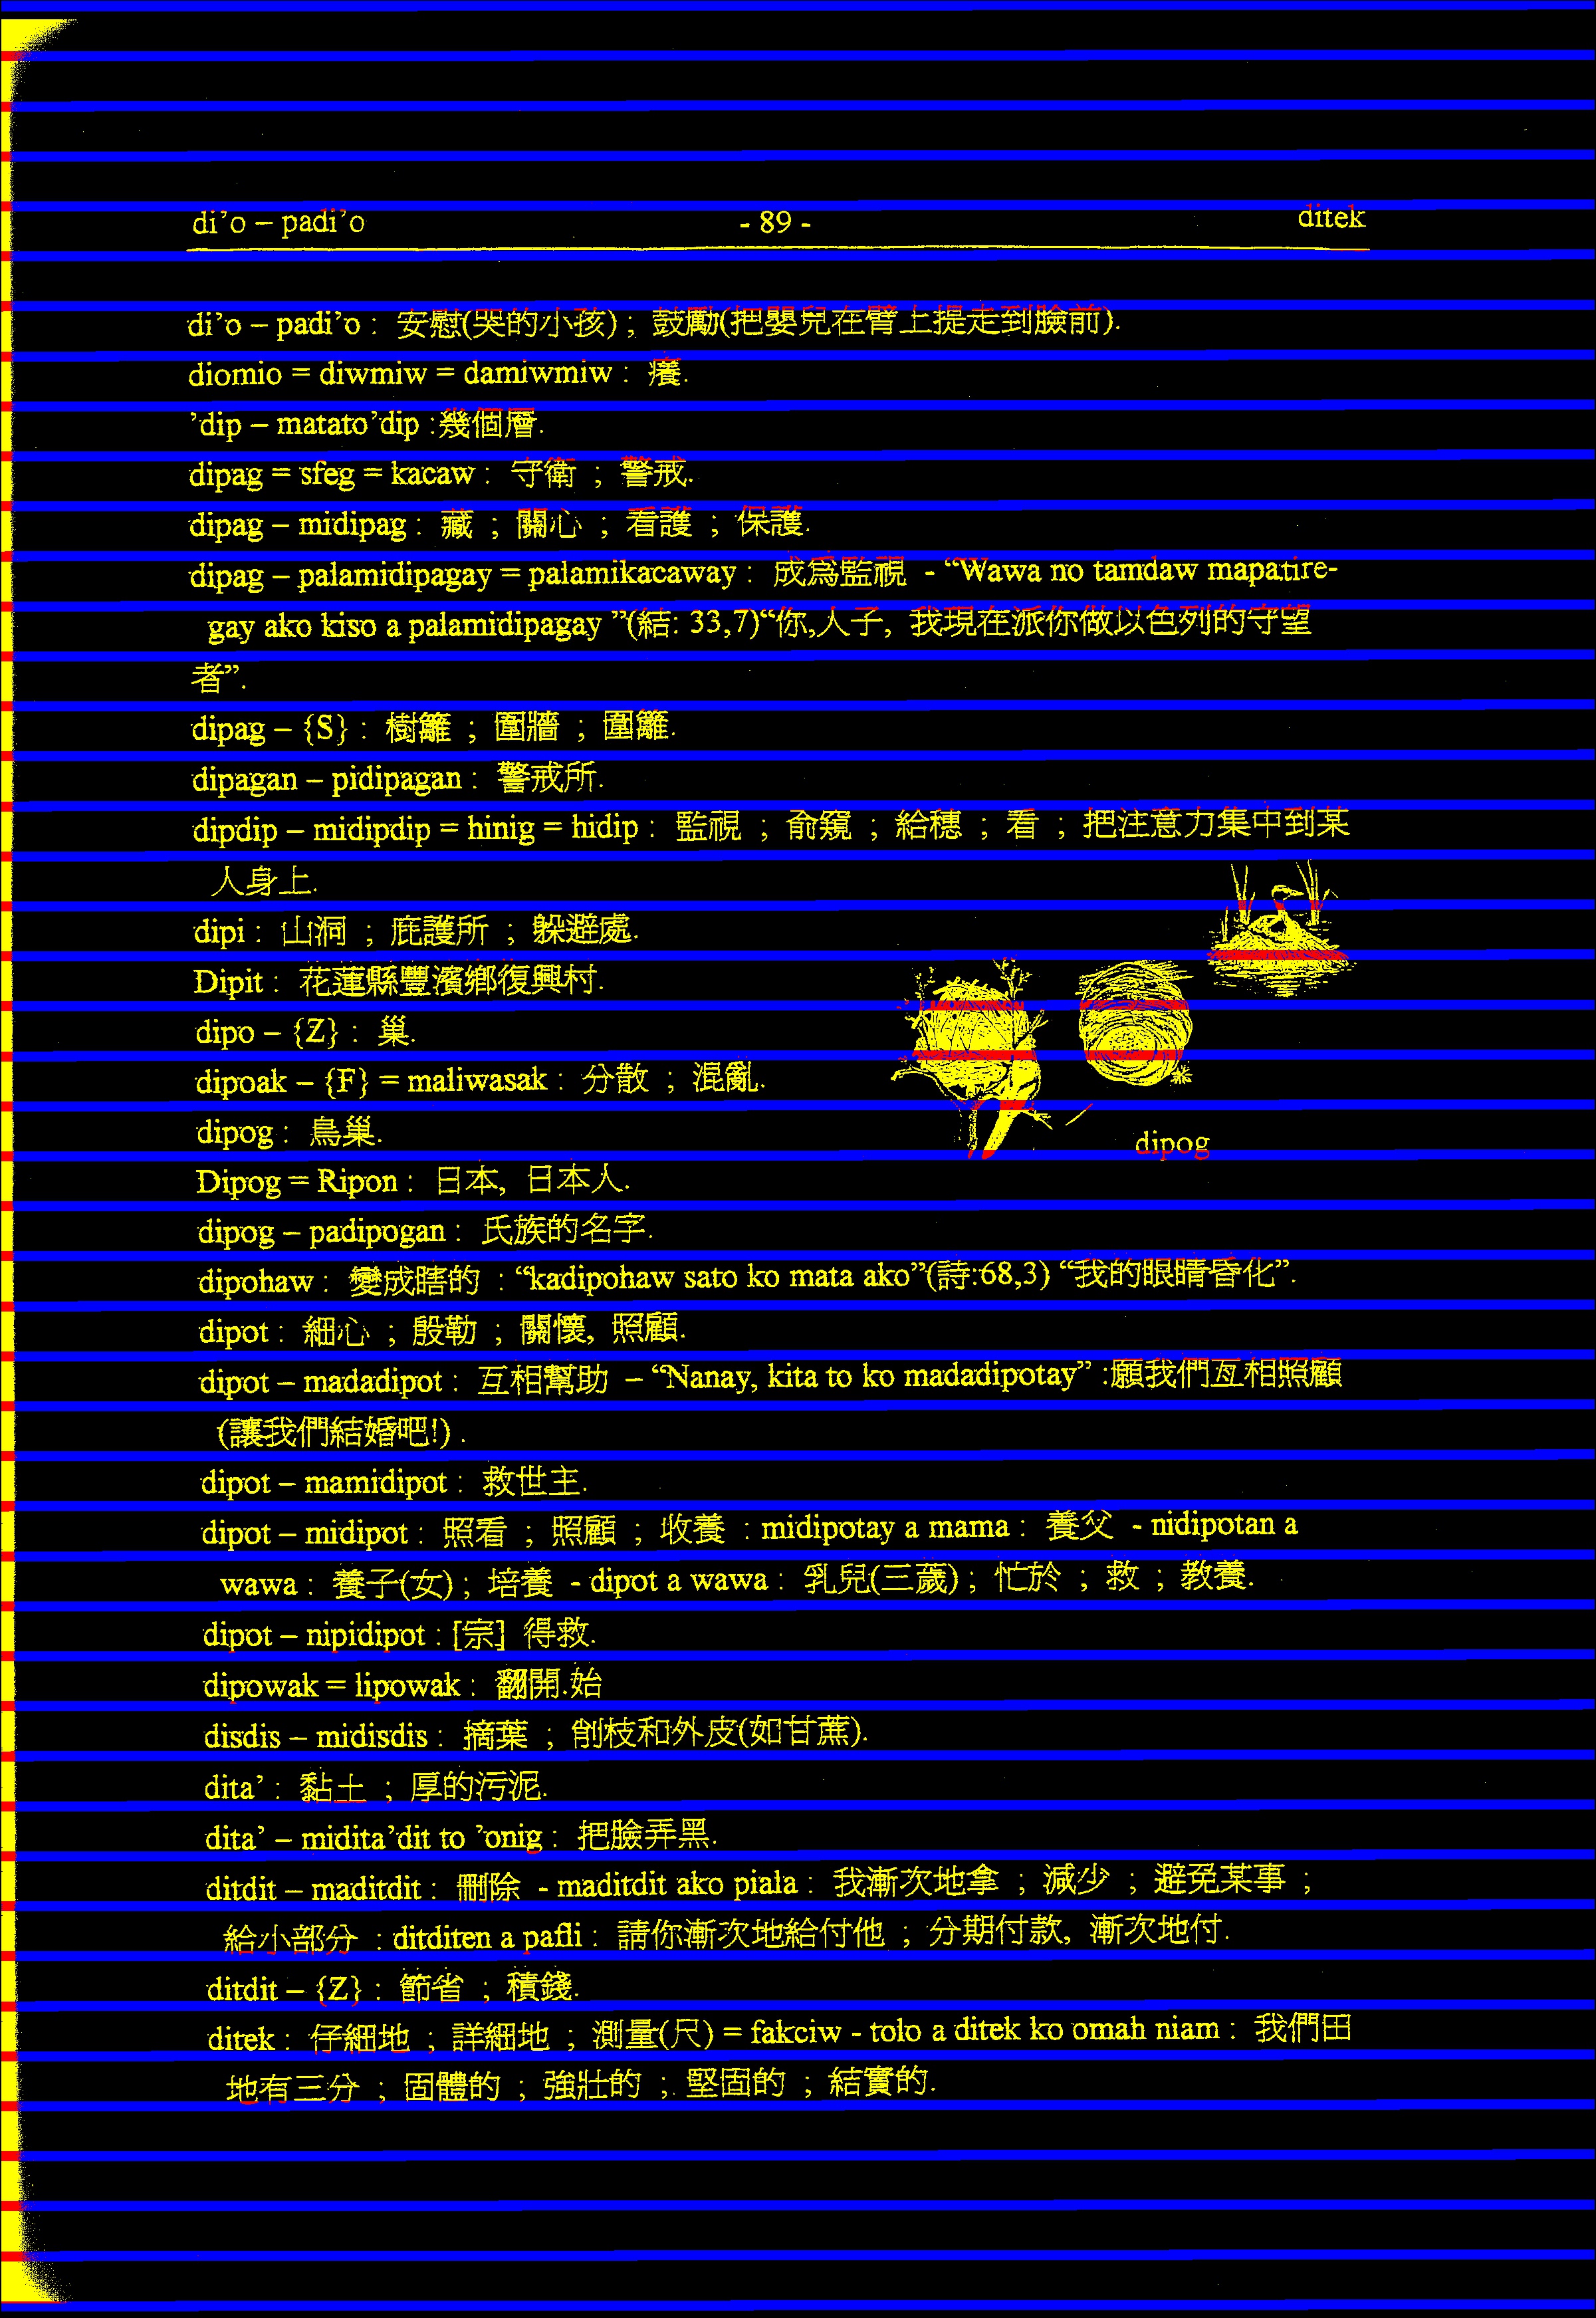 di’o – padi’o - 89 - ditek
di’o – padi’o : 安慰(哭的小孩) ; 鼓勵(把嬰兒在臂上提走到臉前).
diomio = diwmiw = damiwmiw : 癢.
’dip – matato’dip :幾個層.
dipag = sfeg = kacaw : 守衛 ; 警戒.
dipag – midipag : 藏 ; 關心 ; 看護 ; 保護.
dipag – palamidipagay = palamikacaway : 成為監視 - “Wawa no tamdaw mapatire-
gay ako kiso a palamidipagay ”(結: 33,7)“你,人子, 我現在派你做以色列的守望
者”.
dipag – {S} : 樹籬 ; 圍牆 ; 圍籬.
dipagan – pidipagan : 警戒所.
dipdip – midipdip = hinig = hidip : 監視 ; 俞窺 ; 給穗 ; 看 ; 把注意力集中到某
人身上.
dipi : 山洞 ; 庇護所 ; 躲避處.
Dipit : 花蓮縣豐濱鄉復興村.
dipo – {Z} : 巢.
dipoak – {F} = maliwasak : 分散 ; 混亂.
dipog : 鳥巢.
dipog
Dipog = Ripon : 日本, 日本人.
dipog – padipogan : 氏族的名字.
dipohaw : 變成瞎的 : “kadipohaw sato ko mata ako”(詩:68,3) “我的眼睛昏化”.
dipot : 細心 ; 殷勒 ; 關懷, 照顧.
dipot – madadipot : 互相幫助 – “Nanay, kita to ko madadipotay” :願我們互相照顧
(讓我們結婚吧!) .
dipot – mamidipot : 救世主.
dipot – midipot : 照看 ; 照顧 ; 收養 : midipotay a mama : 養父 - nidipotan a
wawa : 養子(女) ; 培養 - dipot a wawa : 乳兒(三歲) ; 忙於 ; 救 ; 教養.
dipot – nipidipot : [宗] 得救.
dipowak = lipowak : 翻開.始
disdis – midisdis : 摘葉 ; 削枝和外皮(如甘蔗).
dita’ : 黏土 ; 厚的污泥.
dita’ – midita’dit to ’onig : 把臉弄黑.
ditdit – maditdit : 刪除 - maditdit ako piala : 我漸次地拿 ; 減少 ; 避免某事 ;
給小部分 : ditditen a pafli : 請你漸次地給付他 ; 分期付款, 漸次地付.
ditdit – {Z} : 節省 ; 積錢.
ditek : 仔細地 ; 詳細地 ; 測量(尺) = fakciw - tolo a ditek ko omah niam : 我們田
地有三分 ; 固體的 ; 強壯的 ; 堅固的 ; 結實的.